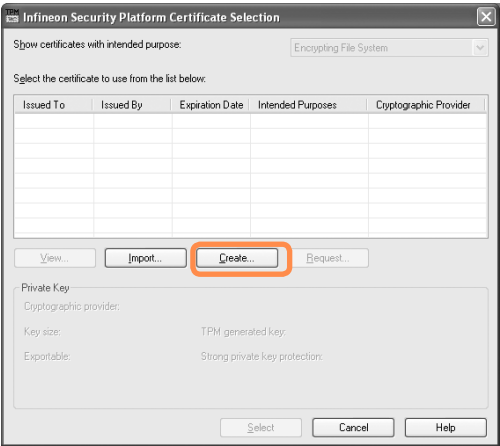 TPM Infineon Security Platform Certificate Selection
Show certificates with intended purpose: Encrypting File System
Select the certificate to use from the list below:
Issued To Issued By Expiration Date Intended Purposes Cryptographic Provider
View... Import... Create... Request...
Private Key
Cryptographic provider:
Key size: TPM generated key:
Exportable: Strong private key protection:
Select Cancel Help